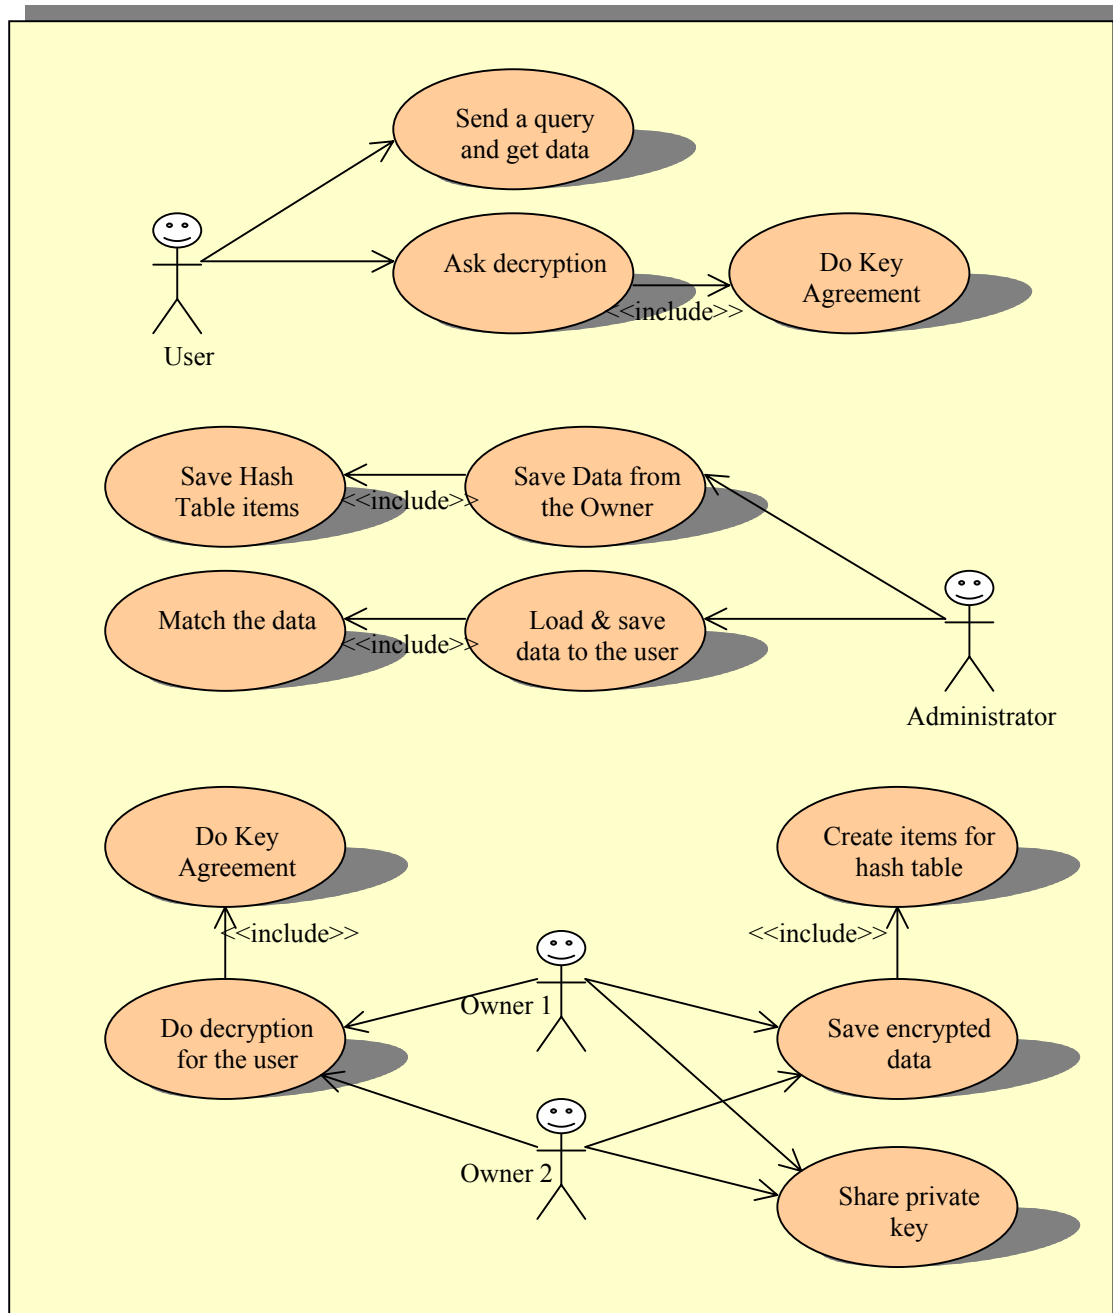 Send a query
and get data
Ask decryption
Do Key
Agreement
<<include>>
User
Save Hash
Table items
<<include>>
Save Data from
the Owner
Match the data
<<include>>
Load & save
data to the user
Administrator
Do Key
Agreement
Create items for
hash table
<<include>>
<<include>>
Owner 1
Do decryption
for the user
Save encrypted
data
Owner 2
Share private
key